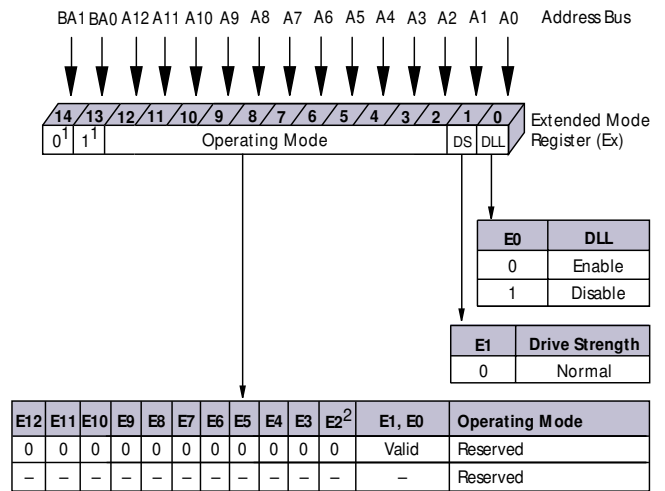 BA1 BA0 A12 A11 A10 A9 A8 A7 A6 A5 A4 A3 A2 A1 A0 Address Bus
14 13 12 11 10 9 8 7 6 5 4 3 2 1 0
Extended Mode
Register (Ex)
0¹ 1¹ Operating Mode DS DLL
E0 DLL
0 Enable
1 Disable
E1 Drive Strength
0 Normal
E12 E11 E10 E9 E8 E7 E6 E5 E4 E3 E2² E1, E0 Operating Mode
0 0 0 0 0 0 0 0 0 0 0 Valid Reserved
– – – – – – – – – – – – Reserved